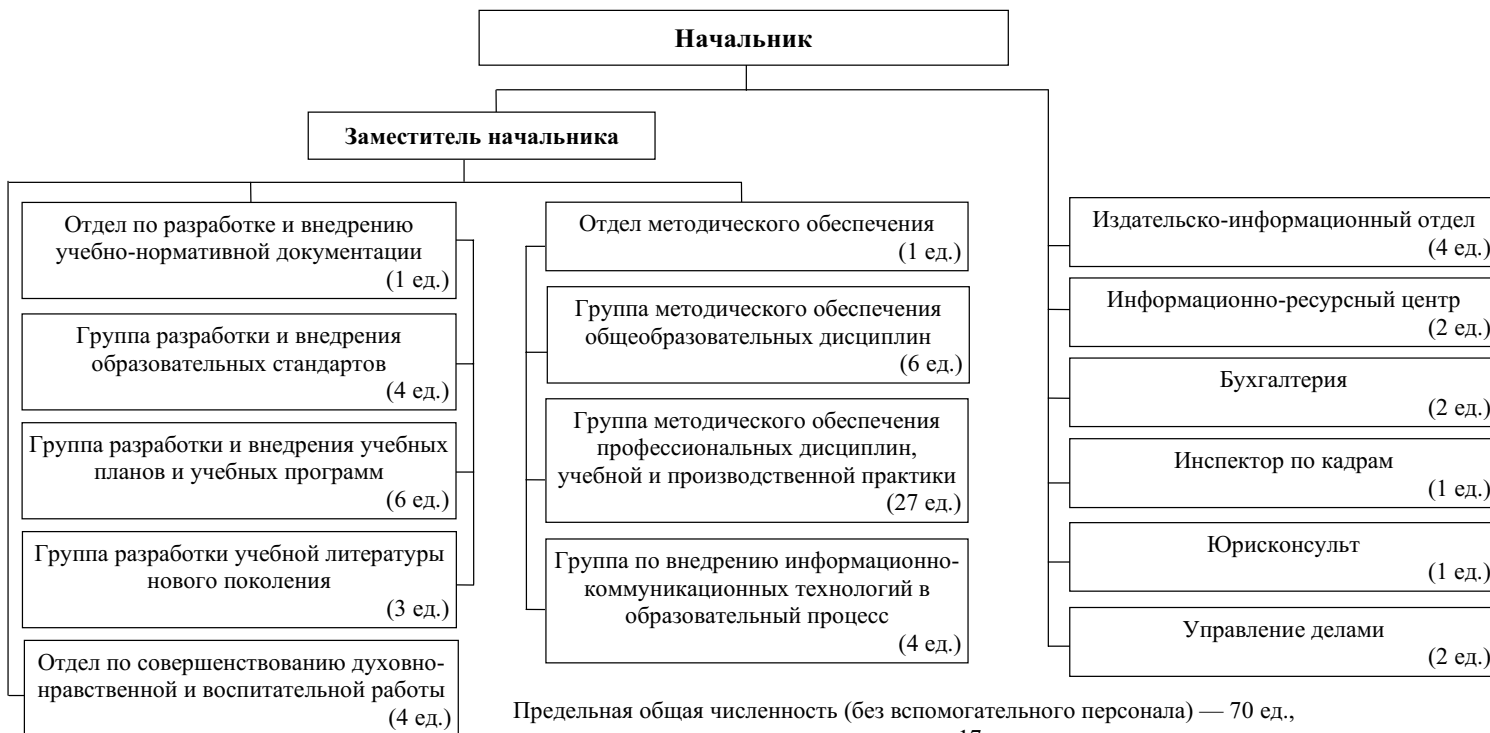 Начальник
Заместитель начальника
Отдел по разработке и внедрению
учебно-нормативной документации
(1 ед.)
Группа разработки и внедрения
образовательных стандартов
(4 ед.)
Группа разработки и внедрения учебных
планов и учебных программ
(6 ед.)
Группа разработки учебной литературы
нового поколения
(3 ед.)
Отдел по совершенствованию духовно-
нравственной и воспитательной работы
(4 ед.)
Отдел методического обеспечения
(1 ед.)
Группа методического обеспечения
общеобразовательных дисциплин
(6 ед.)
Группа методического обеспечения
профессиональных дисциплин,
учебной и производственной практики
(27 ед.)
Группа по внедрению информационно-
коммуникационных технологий в
образовательный процесс
(4 ед.)
Издательско-информационный отдел
(4 ед.)
Информационно-ресурсный центр
(2 ед.)
Бухгалтерия
(2 ед.)
Инспектор по кадрам
(1 ед.)
Юрисконсульт
(1 ед.)
Управление делами
(2 ед.)
Предельная общая численность (без вспомогательного персонала) — 70 ед.,